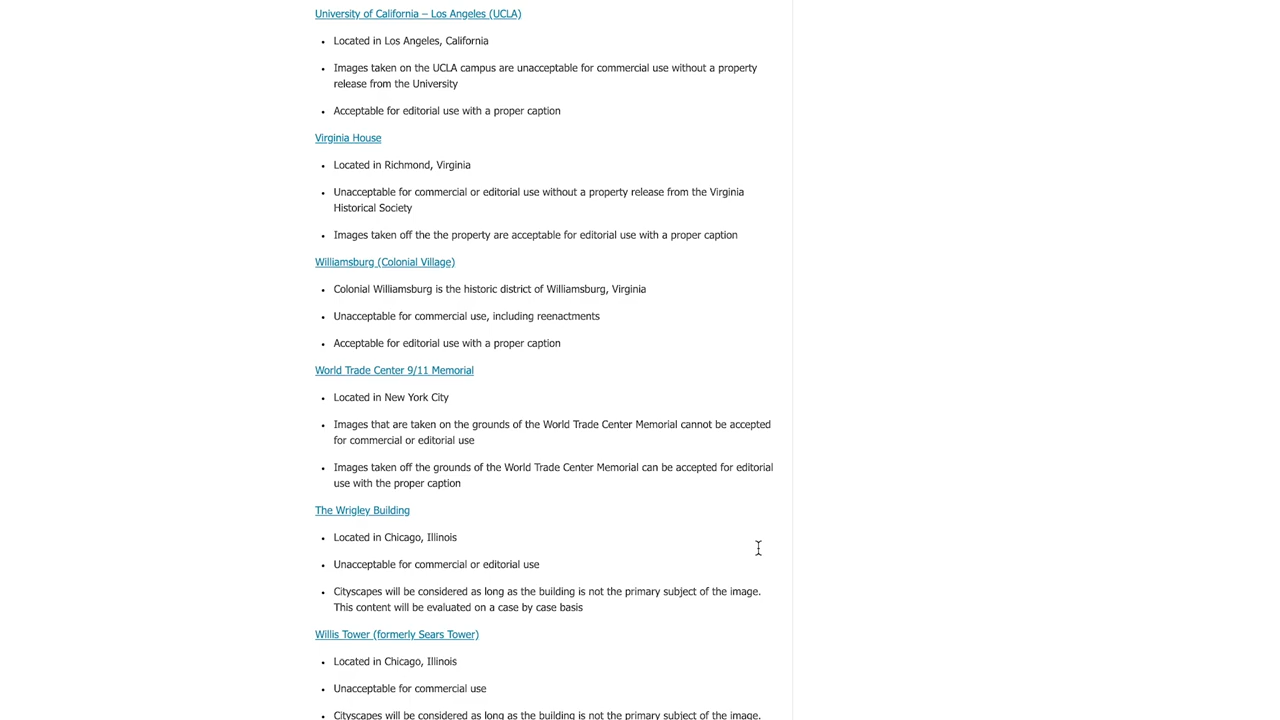 University of California – Los Angeles (UCLA)
• Located in Los Angeles, California
• Images taken on the UCLA campus are unacceptable for commercial use without a property
release from the University
• Acceptable for editorial use with a proper caption
Virginia House
• Located in Richmond, Virginia
• Unacceptable for commercial or editorial use without a property release from the Virginia
Historical Society
• Images taken off the the property are acceptable for editorial use with a proper caption
Williamsburg (Colonial Village)
• Colonial Williamsburg is the historic district of Williamsburg, Virginia
• Unacceptable for commercial use, including reenactments
• Acceptable for editorial use with a proper caption
World Trade Center 9/11 Memorial
• Located in New York City
• Images that are taken on the grounds of the World Trade Center Memorial cannot be accepted
for commercial or editorial use
• Images taken off the grounds of the World Trade Center Memorial can be accepted for editorial
use with the proper caption
The Wrigley Building
• Located in Chicago, Illinois
• Unacceptable for commercial or editorial use
• Cityscapes will be considered as long as the building is not the primary subject of the image.
This content will be evaluated on a case by case basis
Willis Tower (formerly Sears Tower)
• Located in Chicago, Illinois
• Unacceptable for commercial use
• Cityscapes will be considered as long as the building is not the primary subject of the image.